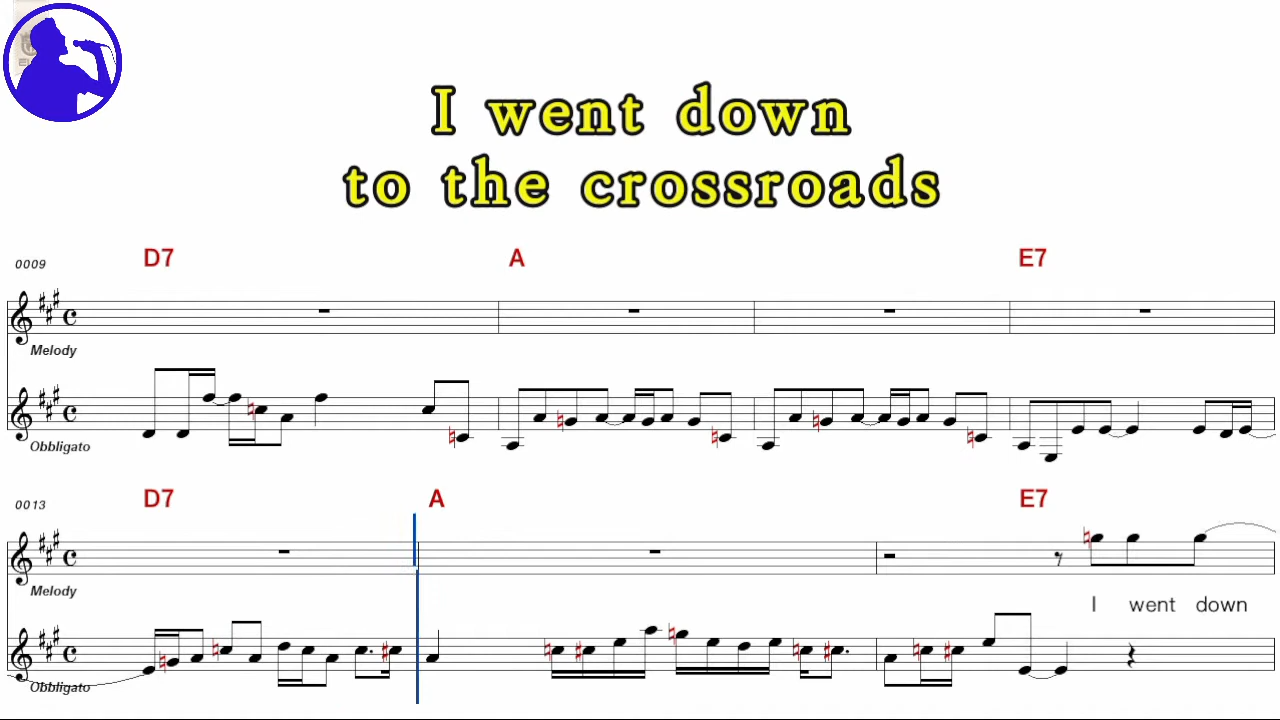 I went down
to the crossroads
D7 A E7
0009
Melody
Obbligato
D7 A E7
0013
Melody
I went down
Obbligato